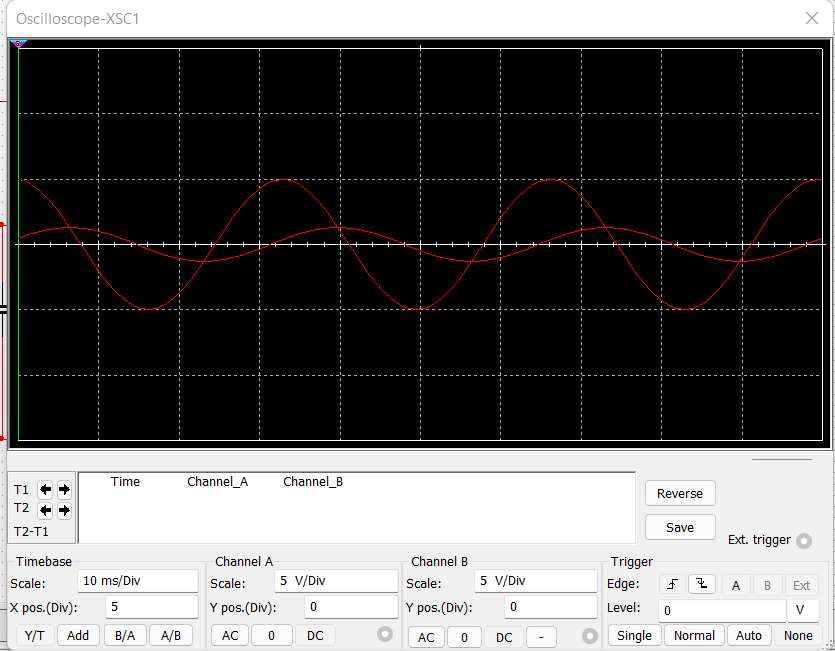 Oscilloscope-XSC1
Time Channel_A Channel_B
T1
T2
T2-T1
Reverse
Save
Ext. trigger
Timebase
Scale: 10 ms/Div
X pos.(Div): 5
Y/T Add B/A A/B
Channel A
Scale: 5 V/Div
Y pos.(Div): 0
AC 0 DC
Channel B
Scale: 5 V/Div
Y pos.(Div): 0
AC 0 DC -
Trigger
Edge: A B Ext
Level: 0 V
Single Normal Auto None